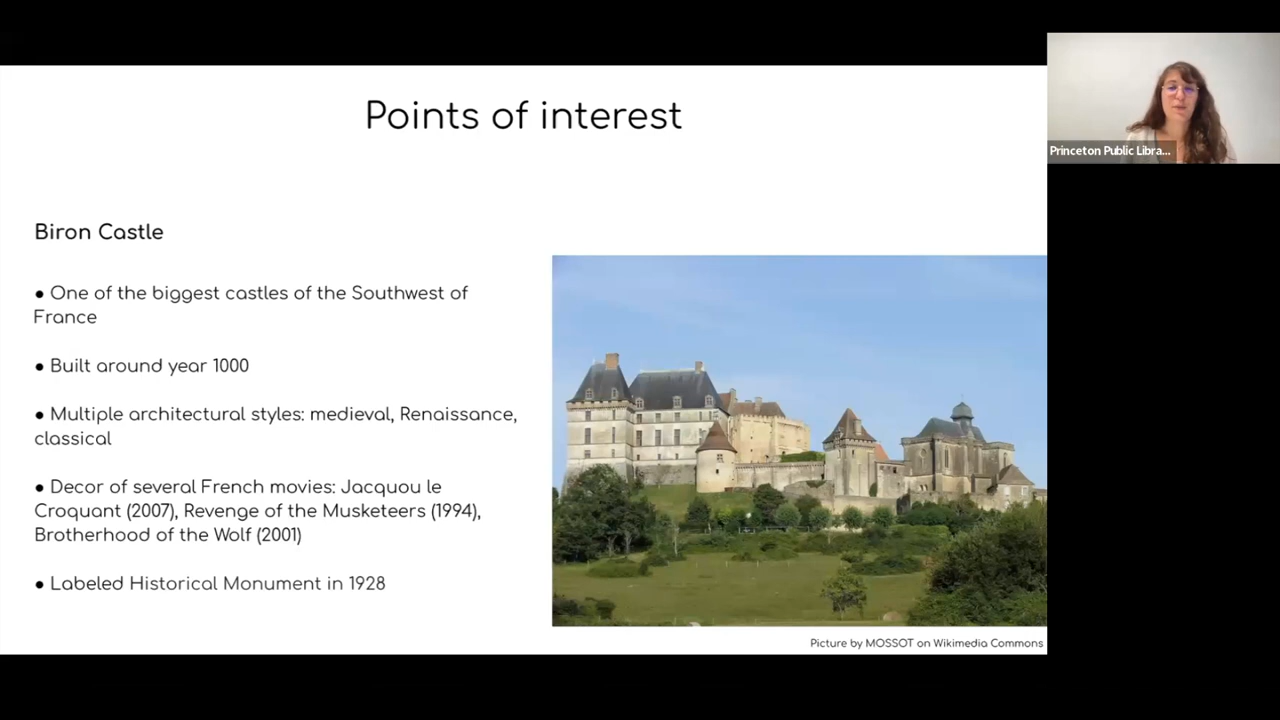 Points of interest
Princeton Public Libra...
Biron Castle
● One of the biggest castles of the Southwest of
France
● Built around year 1000
● Multiple architectural styles: medieval, Renaissance,
classical
● Decor of several French movies: Jacquou le
Croquant (2007), Revenge of the Musketeers (1994),
Brotherhood of the Wolf (2001)
● Labeled Historical Monument in 1928
Picture by MOSSOT on Wikimedia Commons